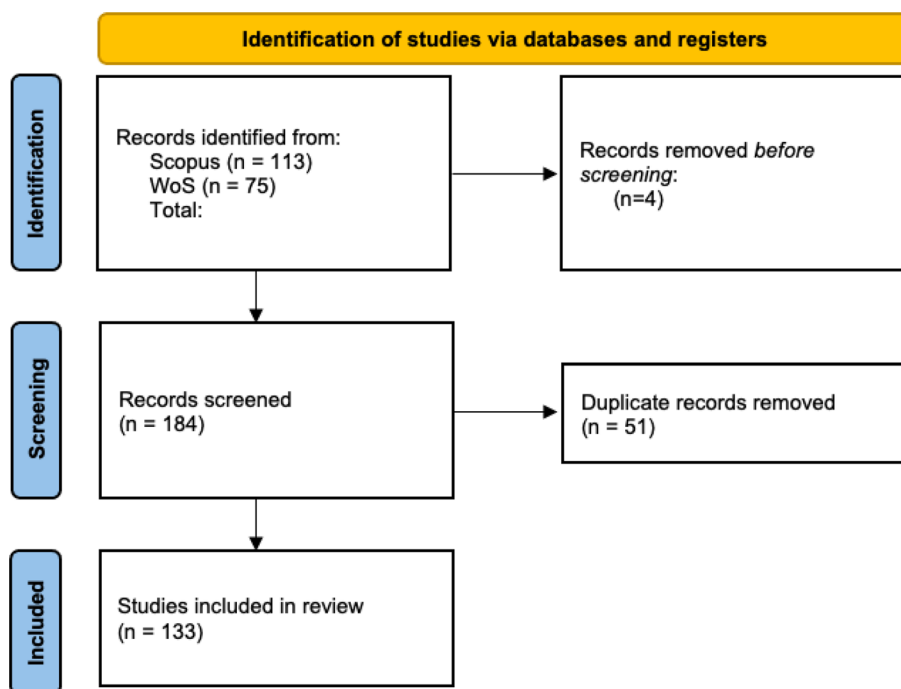 Identification of studies via databases and registers
Identification
Records identified from:
Scopus (n = 113)
WoS (n = 75)
Total:
Records removed before
screening:
(n=4)
Screening
Records screened
(n = 184)
Duplicate records removed
(n = 51)
Included
Studies included in review
(n = 133)